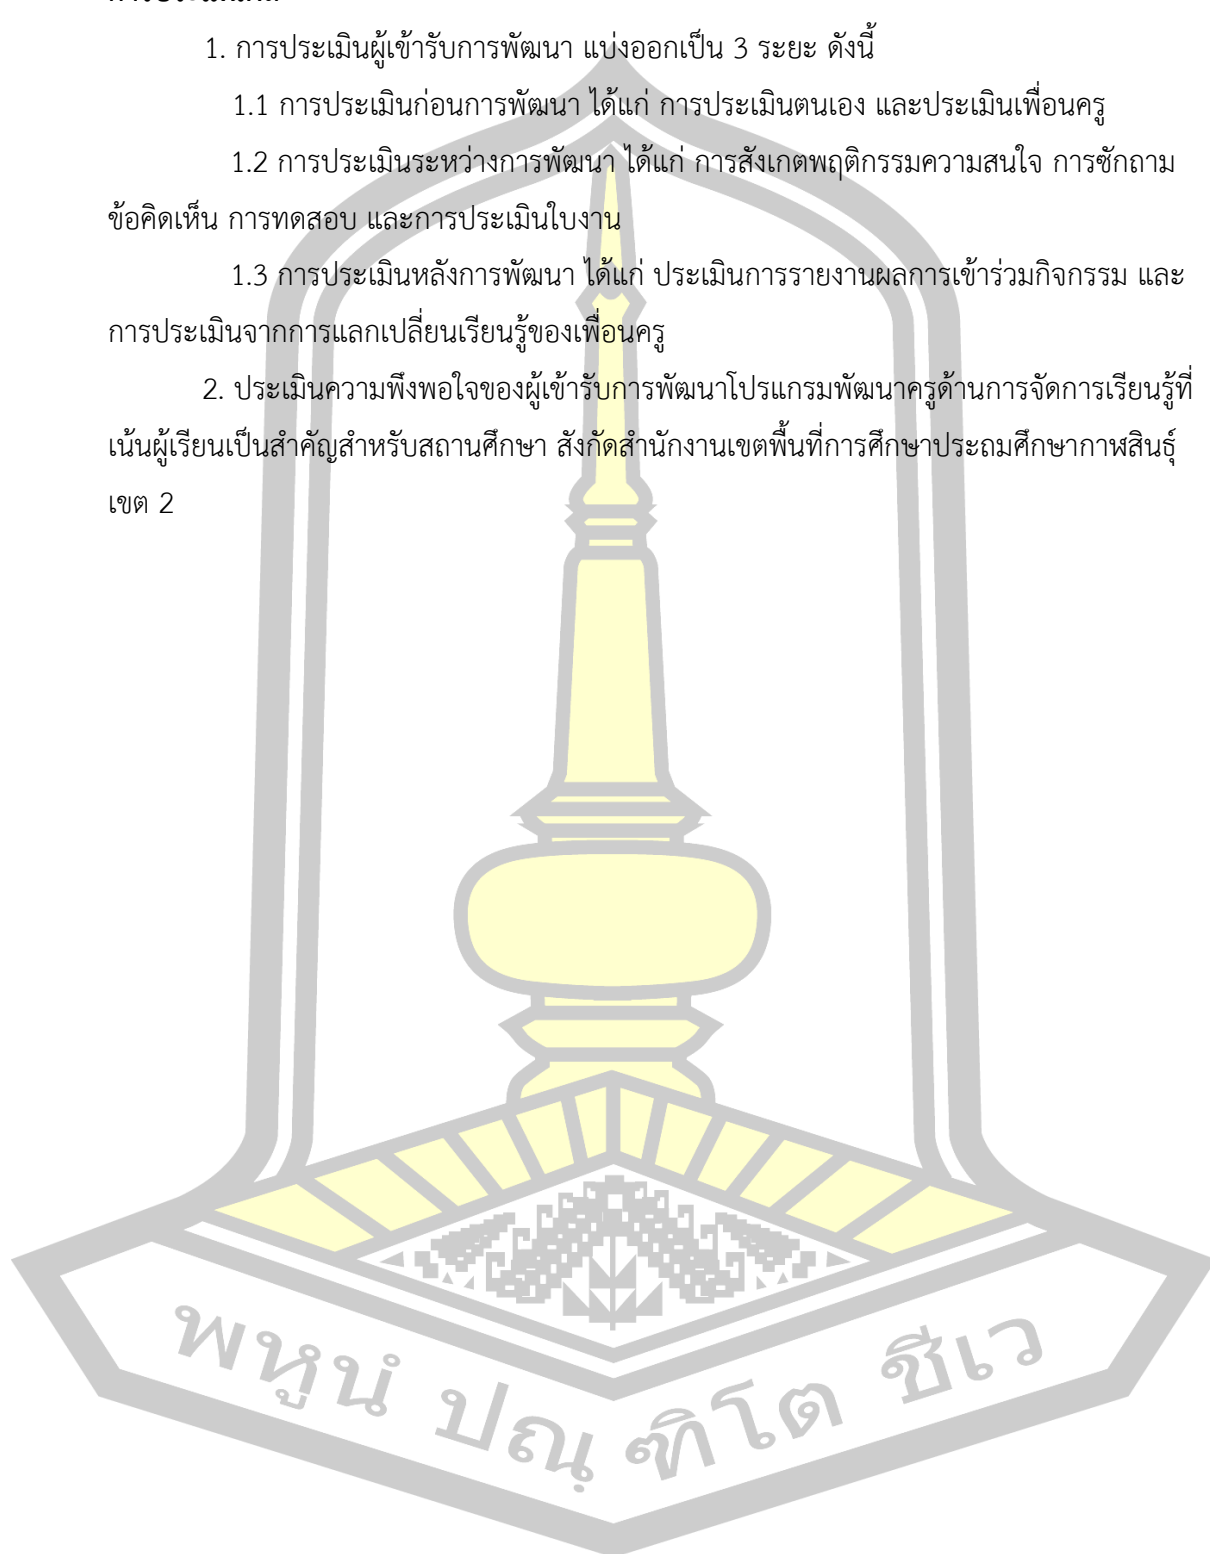 1. การประเมินผู้เข้ารับการพัฒนา แบ่งออกเป็น 3 ระยะ ดังนี้
1.1 การประเมินก่อนการพัฒนา ได้แก่ การประเมินตนเอง และประเมินเพื่อนครู
1.2 การประเมินระหว่างการพัฒนา ได้แก่ การสังเกตพฤติกรรมความสนใจ การซักถาม
ข้อคิดเห็น การทดสอบ และการประเมินใบงาน
1.3 การประเมินหลังการพัฒนา ได้แก่ ประเมินการรายงานผลการเข้าร่วมกิจกรรม และ
การประเมินจากการแลกเปลี่ยนเรียนรู้ของเพื่อนครู
2. ประเมินความพึงพอใจของผู้เข้ารับการพัฒนาโปรแกรมพัฒนาครูด้านการจัดการเรียนรู้ที่
เน้นผู้เรียนเป็นสำคัญสำหรับสถานศึกษา สังกัดสำนักงานเขตพื้นที่การศึกษาประถมศึกษากาฬสินธุ์
เขต 2
พหูนํ ปณฺฑิโต ชีเว